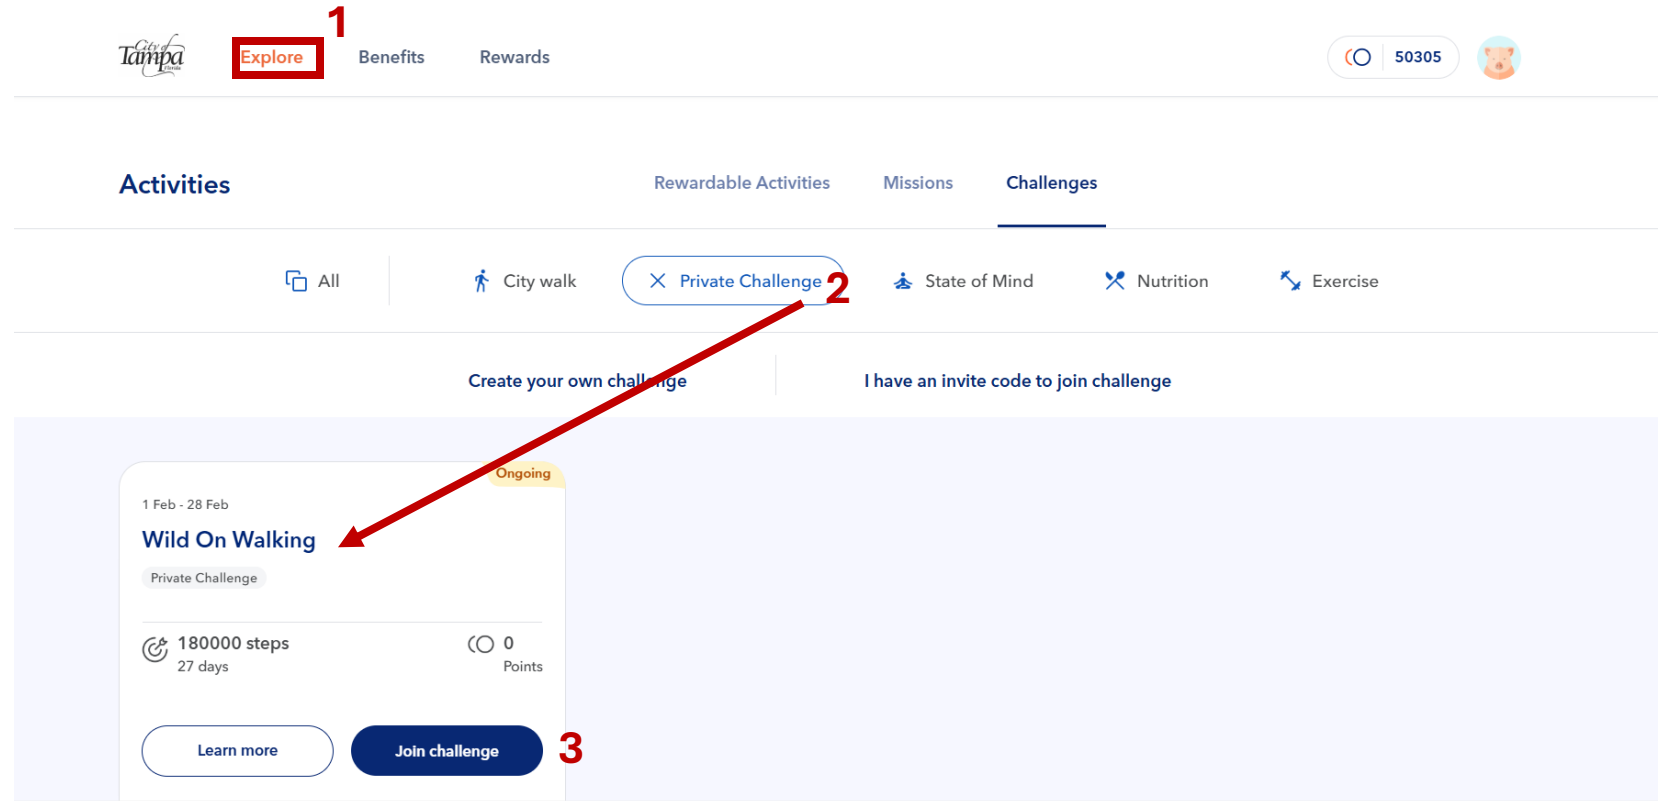 1
City of
Tampa
Florida
Explore
Benefits
Rewards
50305
Activities
Rewardable Activities
Missions
Challenges
All
City walk
Private Challenge
2
State of Mind
Nutrition
Exercise
Create your own challenge
I have an invite code to join challenge
Ongoing
1 Feb - 28 Feb
Wild On Walking
Private Challenge
180000 steps
27 days
0
Points
Learn more
Join challenge
3